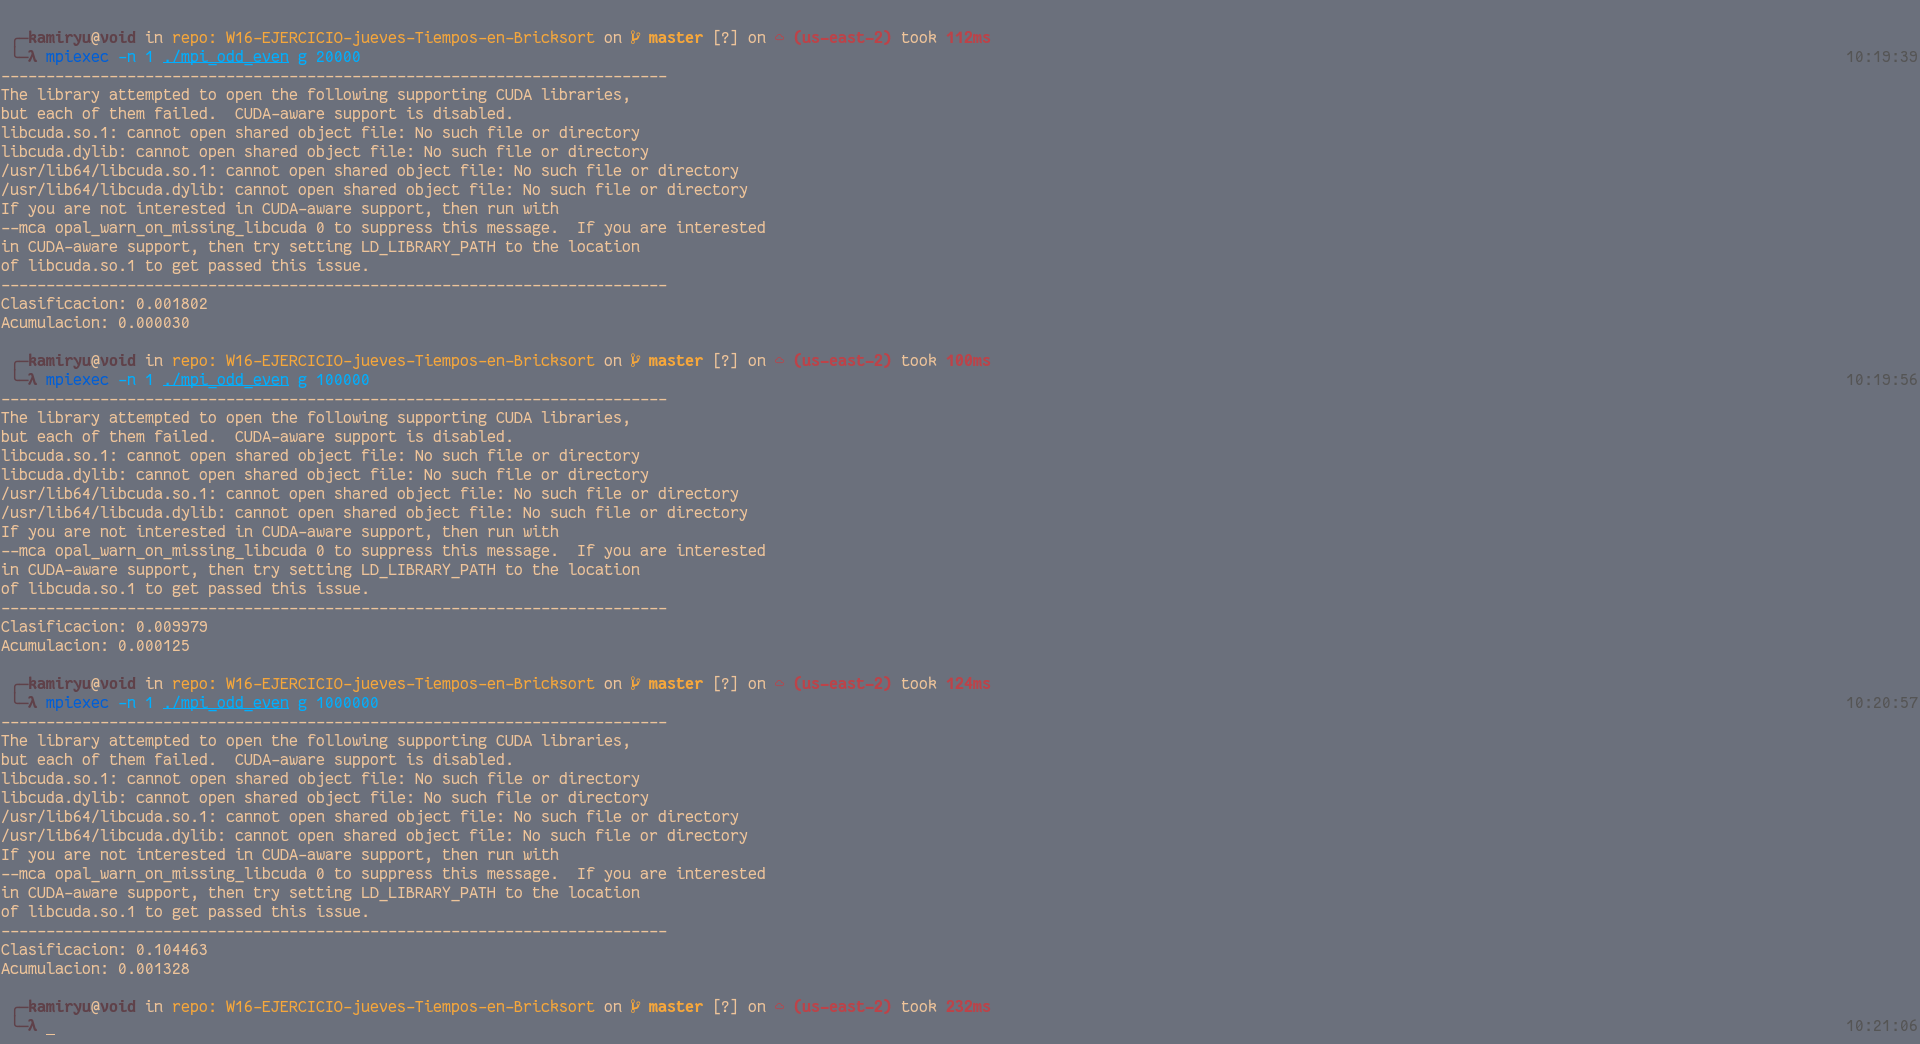 kamiryu@void in repo: W16-EJERCICIO-jueves-Tiempos-en-Bricksort on master [?] on (us-east-2) took 112ms
λ mpiexec -n 1 ./mpi_odd_even g 20000 10:19:39
--------------------------------------------------------------------------
The library attempted to open the following supporting CUDA libraries,
but each of them failed.  CUDA-aware support is disabled.
libcuda.so.1: cannot open shared object file: No such file or directory
libcuda.dylib: cannot open shared object file: No such file or directory
/usr/lib64/libcuda.so.1: cannot open shared object file: No such file or directory
/usr/lib64/libcuda.dylib: cannot open shared object file: No such file or directory
If you are not interested in CUDA-aware support, then run with
--mca opal_warn_on_missing_libcuda 0 to suppress this message.  If you are interested
in CUDA-aware support, then try setting LD_LIBRARY_PATH to the location
of libcuda.so.1 to get passed this issue.
--------------------------------------------------------------------------
Clasificacion: 0.001802
Acumulacion: 0.000030
kamiryu@void in repo: W16-EJERCICIO-jueves-Tiempos-en-Bricksort on master [?] on (us-east-2) took 100ms
λ mpiexec -n 1 ./mpi_odd_even g 100000 10:19:56
--------------------------------------------------------------------------
The library attempted to open the following supporting CUDA libraries,
but each of them failed.  CUDA-aware support is disabled.
libcuda.so.1: cannot open shared object file: No such file or directory
libcuda.dylib: cannot open shared object file: No such file or directory
/usr/lib64/libcuda.so.1: cannot open shared object file: No such file or directory
/usr/lib64/libcuda.dylib: cannot open shared object file: No such file or directory
If you are not interested in CUDA-aware support, then run with
--mca opal_warn_on_missing_libcuda 0 to suppress this message.  If you are interested
in CUDA-aware support, then try setting LD_LIBRARY_PATH to the location
of libcuda.so.1 to get passed this issue.
--------------------------------------------------------------------------
Clasificacion: 0.009979
Acumulacion: 0.000125
kamiryu@void in repo: W16-EJERCICIO-jueves-Tiempos-en-Bricksort on master [?] on (us-east-2) took 124ms
λ mpiexec -n 1 ./mpi_odd_even g 1000000 10:20:57
--------------------------------------------------------------------------
The library attempted to open the following supporting CUDA libraries,
but each of them failed.  CUDA-aware support is disabled.
libcuda.so.1: cannot open shared object file: No such file or directory
libcuda.dylib: cannot open shared object file: No such file or directory
/usr/lib64/libcuda.so.1: cannot open shared object file: No such file or directory
/usr/lib64/libcuda.dylib: cannot open shared object file: No such file or directory
If you are not interested in CUDA-aware support, then run with
--mca opal_warn_on_missing_libcuda 0 to suppress this message.  If you are interested
in CUDA-aware support, then try setting LD_LIBRARY_PATH to the location
of libcuda.so.1 to get passed this issue.
--------------------------------------------------------------------------
Clasificacion: 0.104463
Acumulacion: 0.001328
kamiryu@void in repo: W16-EJERCICIO-jueves-Tiempos-en-Bricksort on master [?] on (us-east-2) took 232ms
λ _ 10:21:06